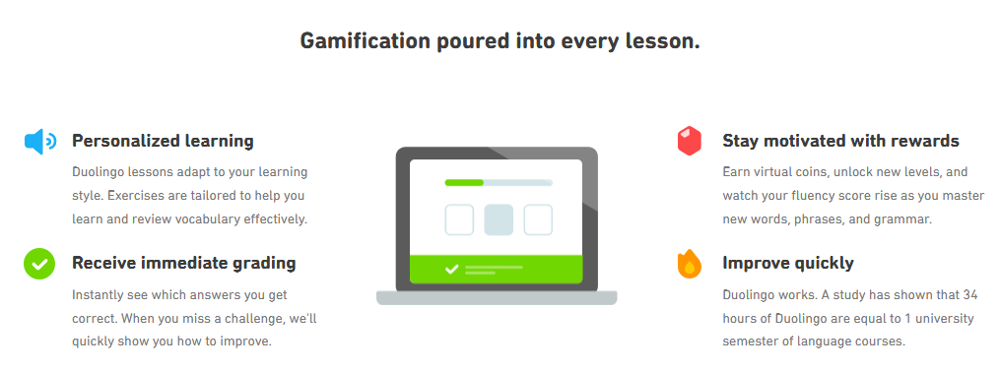 Gamification poured into every lesson.
Personalized learning
Duolingo lessons adapt to your learning
style. Exercises are tailored to help you
learn and review vocabulary effectively.
Receive immediate grading
Instantly see which answers you get
correct. When you miss a challenge, we'll
quickly show you how to improve.
Stay motivated with rewards
Earn virtual coins, unlock new levels, and
watch your fluency score rise as you master
new words, phrases, and grammar.
Improve quickly
Duolingo works. A study has shown that 34
hours of Duolingo are equal to 1 university
semester of language courses.